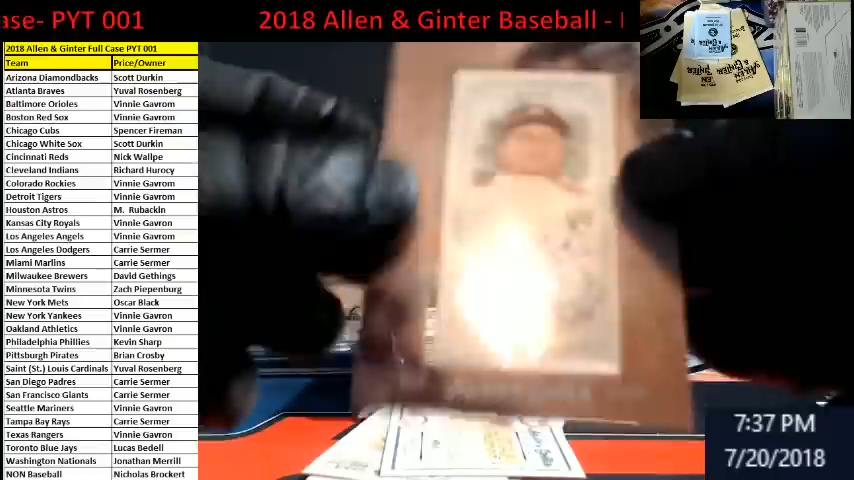 ase- PYT 001
2018 Allen & Ginter Baseball -
2018 Allen & Ginter Full Case PYT 001
Team Price/Owner
Arizona Diamondbacks Scott Durkin
Atlanta Braves Yuval Rosenberg
Baltimore Orioles Vinnie Gavrom
Boston Red Sox Vinnie Gavrom
Chicago Cubs Spencer Fireman
Chicago White Sox Scott Durkin
Cincinnati Reds Nick Wallpe
Cleveland Indians Richard Hurocy
Colorado Rockies Vinnie Gavrom
Detroit Tigers Vinnie Gavrom
Houston Astros M. Rubackin
Kansas City Royals Vinnie Gavron
Los Angeles Angels Vinnie Gavrom
Los Angeles Dodgers Carrie Sermer
Miami Marlins Carrie Sermer
Milwaukee Brewers David Gethings
Minnesota Twins Zach Piepenburg
New York Mets Oscar Black
New York Yankees Vinnie Gavron
Oakland Athletics Vinnie Gavron
Philadelphia Phillies Kevin Sharp
Pittsburgh Pirates Brian Crosby
Saint (St.) Louis Cardinals Yuval Rosenberg
San Diego Padres Carrie Sermer
San Francisco Giants Carrie Sermer
Seattle Mariners Vinnie Gavron
Tampa Bay Rays Carrie Sermer
Texas Rangers Vinnie Gavron
Toronto Blue Jays Lucas Bedell
Washington Nationals Jonathan Merrill
NON Baseball Nicholas Brockert
7:37 PM
7/20/2018